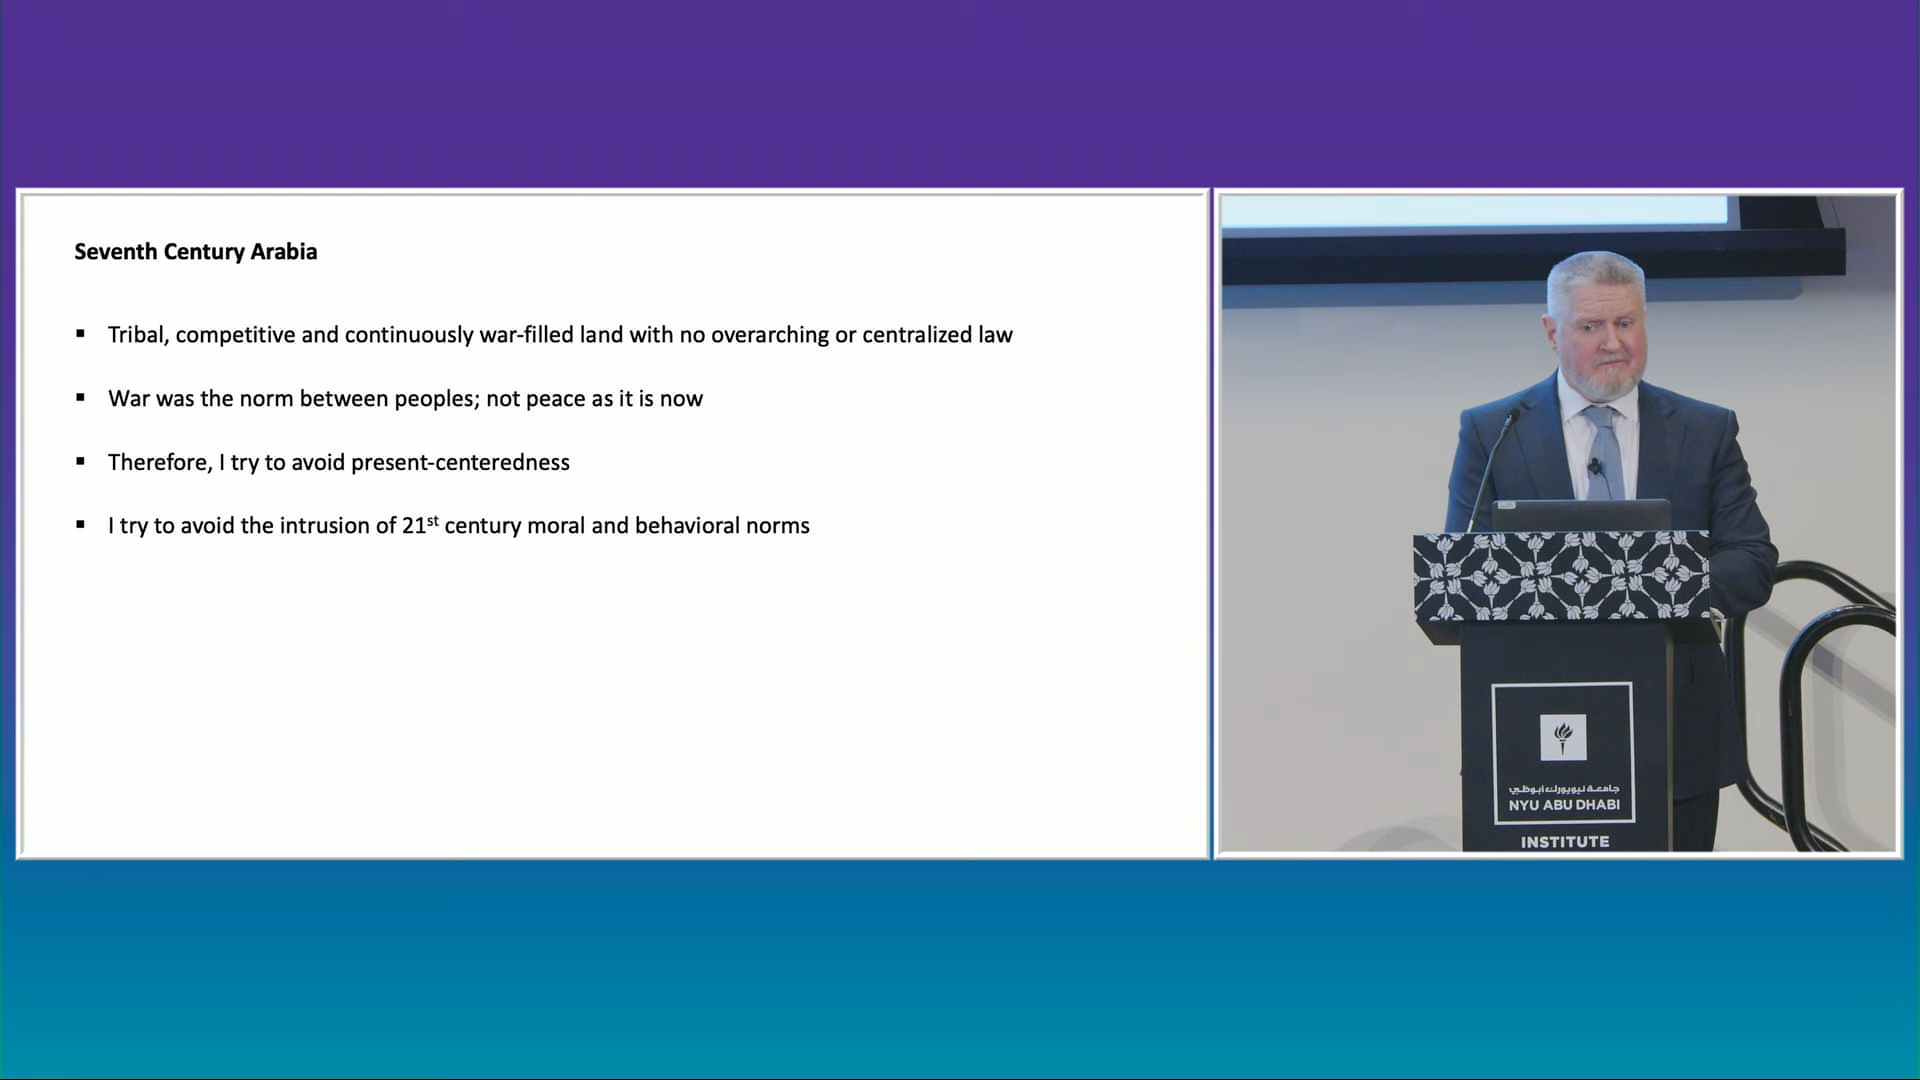 Seventh Century Arabia
▪ Tribal, competitive and continuously war-filled land with no overarching or centralized law
▪ War was the norm between peoples; not peace as it is now
▪ Therefore, I try to avoid present-centeredness
▪ I try to avoid the intrusion of 21st century moral and behavioral norms
جامعة نيويورك أبوظبي
NYU ABU DHABI
INSTITUTE